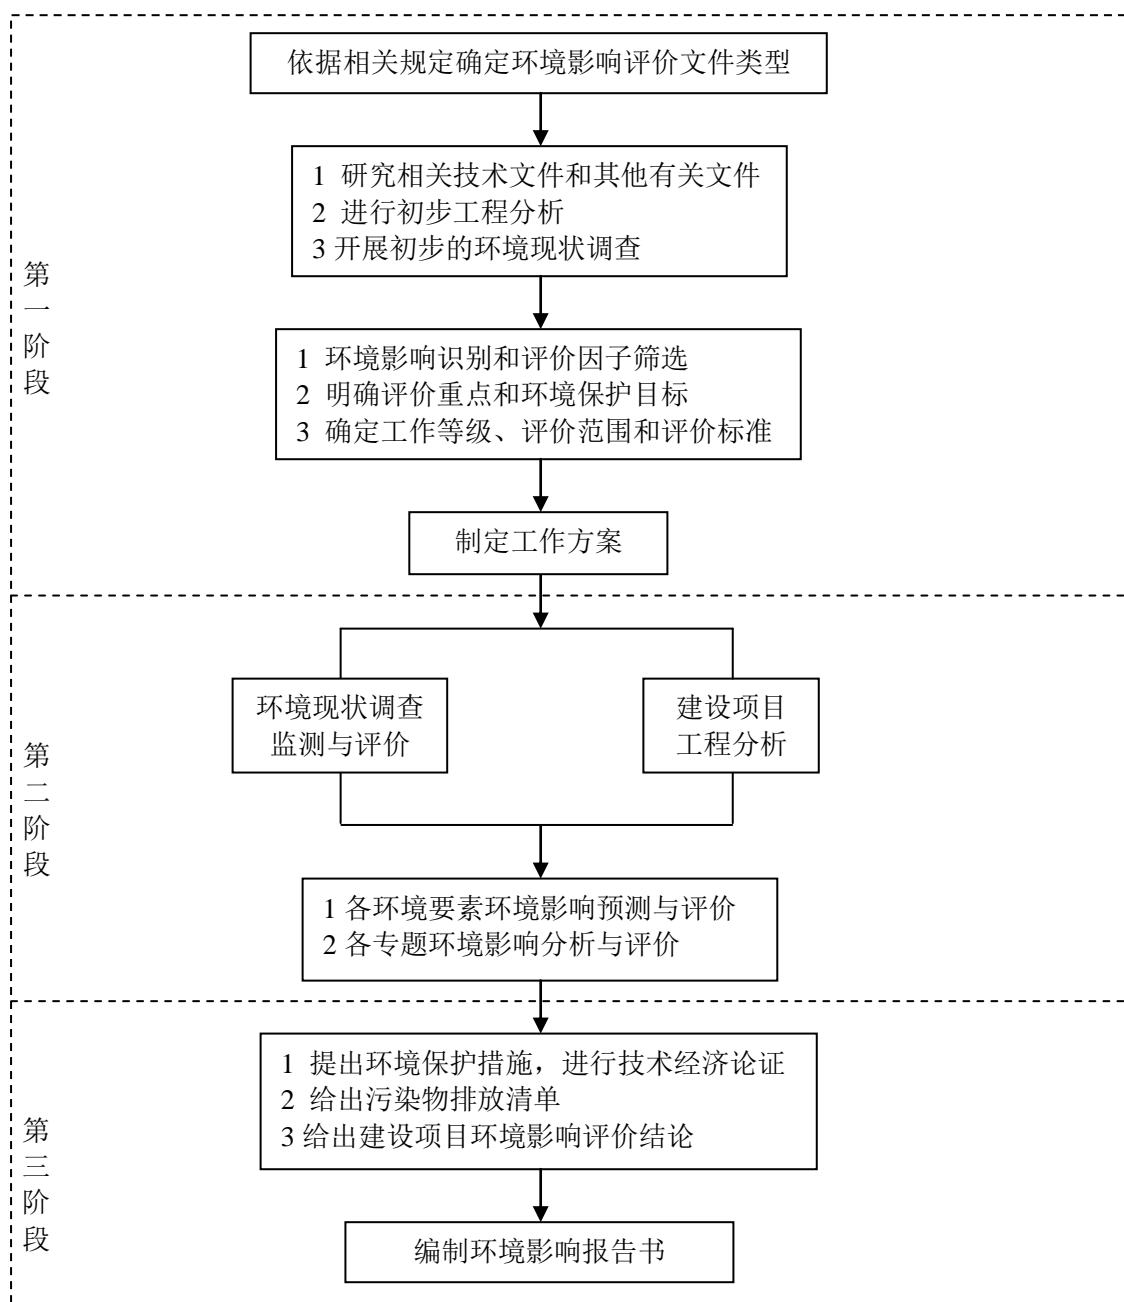 依据相关规定确定环境影响评价文件类型
1 研究相关技术文件和其他有关文件
2 进行初步工程分析
3 开展初步的环境现状调查
第一阶段
1 环境影响识别和评价因子筛选
2 明确评价重点和环境保护目标
3 确定工作等级、评价范围和评价标准
制定工作方案
环境现状调查
监测与评价
建设项目
工程分析
第二阶段
1 各环境要素环境影响预测与评价
2 各专题环境影响分析与评价
1 提出环境保护措施，进行技术经济论证
2 给出污染物排放清单
3 给出建设项目环境影响评价结论
第三阶段
编制环境影响报告书